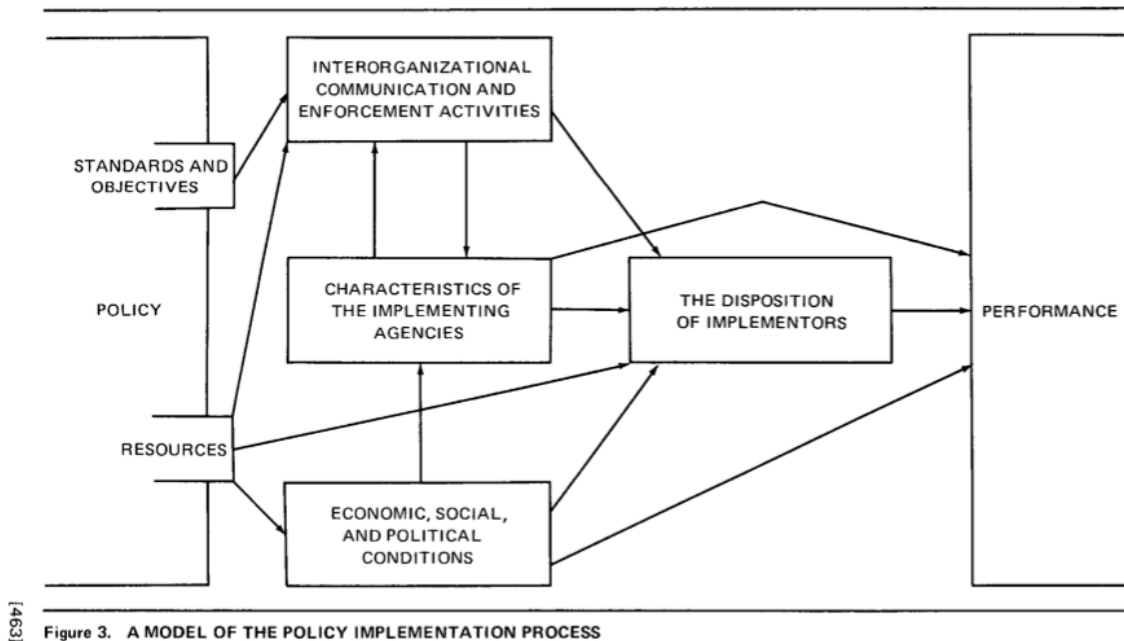 INTERORGANIZATIONAL
COMMUNICATION AND
ENFORCEMENT ACTIVITIES
STANDARDS AND
OBJECTIVES
CHARACTERISTICS OF
THE IMPLEMENTING
AGENCIES
THE DISPOSITION
OF IMPLEMENTORS
POLICY
PERFORMANCE
RESOURCES
ECONOMIC, SOCIAL,
AND POLITICAL
CONDITIONS
[463]
Figure 3. A MODEL OF THE POLICY IMPLEMENTATION PROCESS